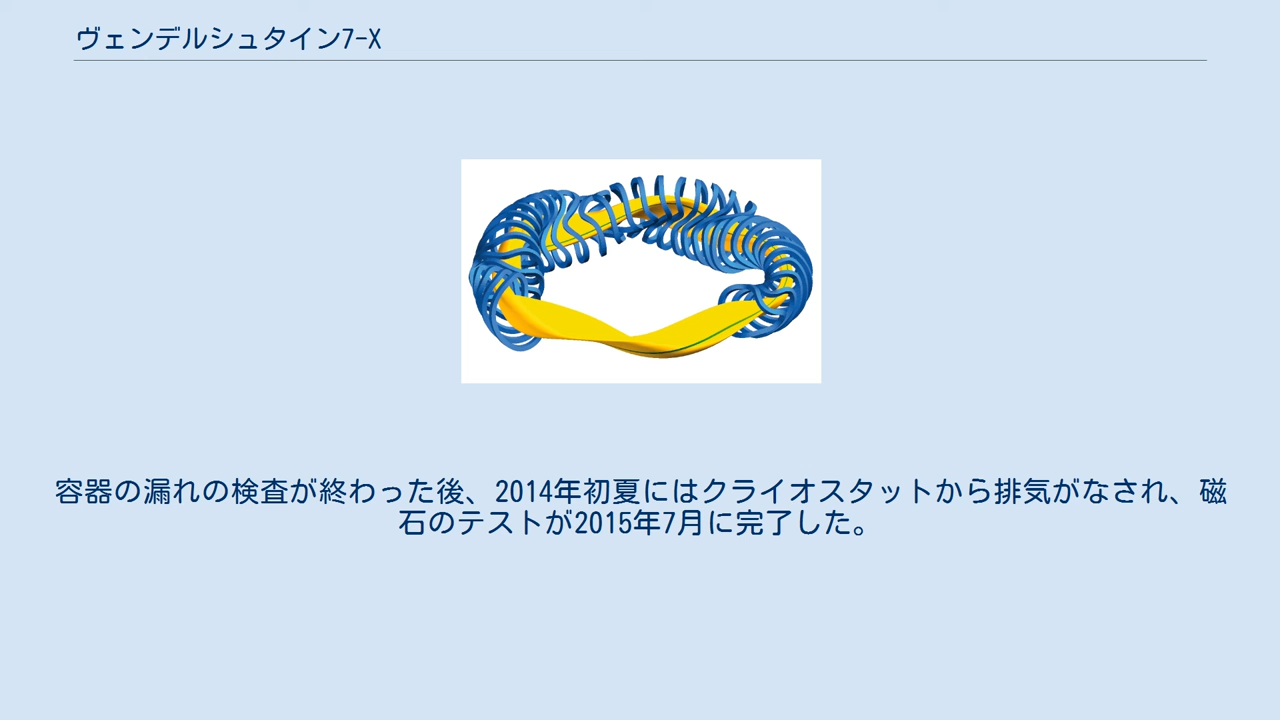 ヴェンデルシュタイン7-X
容器の漏れの検査が終わった後、2014年初夏にはクライオスタットから排気がなされ、磁
石のテストが2015年7月に完了した。